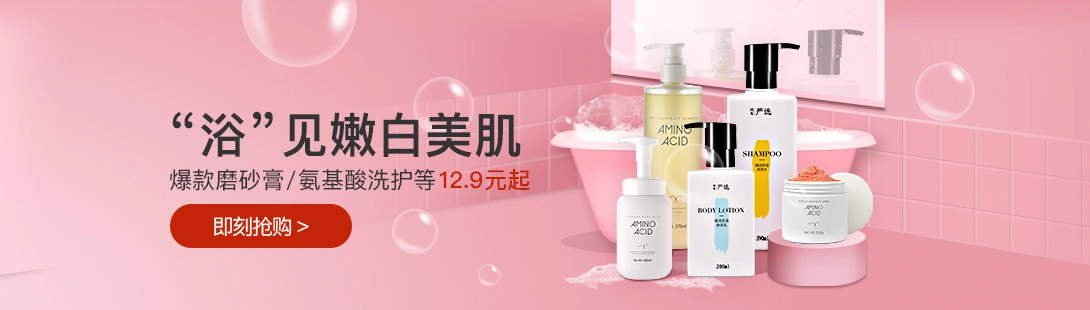 “浴”见嫩白美肌
爆款磨砂膏/氨基酸洗护等12.9元起
即刻抢购 >
AMINO
ACID
严选
SHAMPOO
390ml
严选
BODY LOTION
200ml
AMINO
ACID
AMINO
ACID